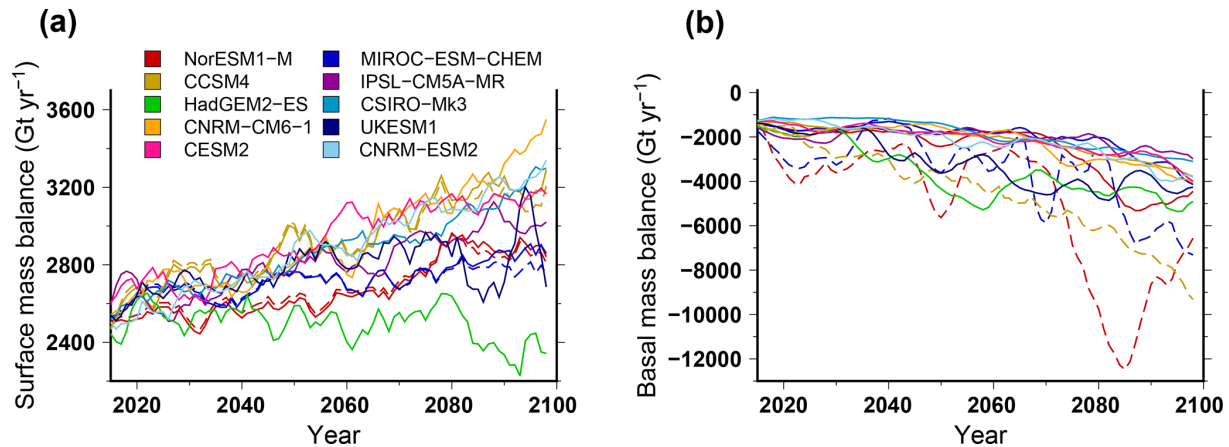 (a)
(b)
NorESM1−M
CCSM4
HadGEM2−ES
CNRM−CM6−1
CESM2
MIROC−ESM−CHEM
IPSL−CM5A−MR
CSIRO−Mk3
UKESM1
CNRM−ESM2
Surface mass balance (Gt yr−1)
3600
3200
2800
2400
2020 2040 2060 2080 2100
Year
Basal mass balance (Gt yr−1)
0
−2000
−4000
−6000
−8000
−10000
−12000
2020 2040 2060 2080 2100
Year